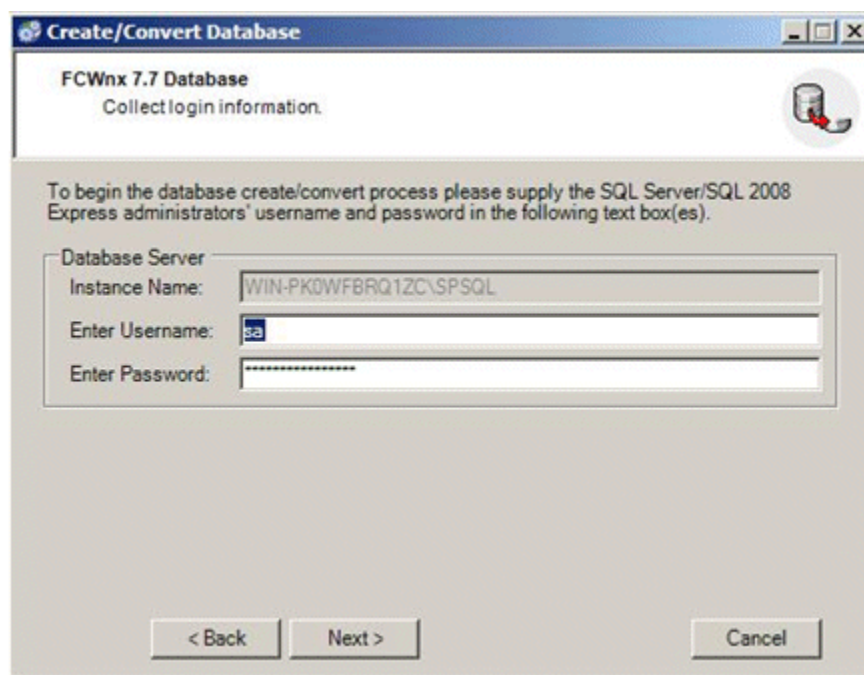 Create/Convert Database
FCWnx 7.7 Database
Collect login information.
To begin the database create/convert process please supply the SQL Server/SQL 2008
Express administrators' username and password in the following text box(es).
Database Server
Instance Name: WIN-PK0WFBRQ1ZC\SPSQL
Enter Username: sa
Enter Password: ****************
< Back Next > Cancel